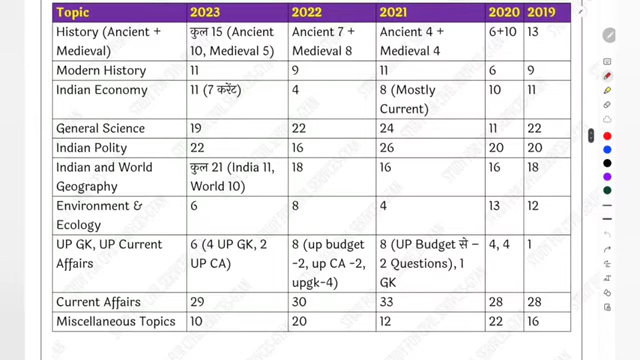 Topic 2023 2022 2021 2020 2019
History (Ancient + कुल 15 (Ancient Ancient 7 + Ancient 4 + 6+10 13
Medieval) 10, Medieval 5) Medieval 8 Medieval 4
Modern History 11 9 11 6 9
Indian Economy 11 (7 करेंट) 4 8 (Mostly 10 11
Current)
General Science 19 22 24 11 22
Indian Polity 22 16 26 20 20
Indian and World कुल 21 (India 11, 18 16 16 18
Geography World 10)
Environment & 6 8 4 13 12
Ecology
UP GK, UP Current 6 (4 UP GK, 2 8 (up budget 8 (UP Budget से – 4, 4 1
Affairs UP CA) -2, up CA -2, 2 Questions), 1
upgk-4) GK
Current Affairs 29 30 33 28 28
Miscellaneous Topics 10 20 12 22 16